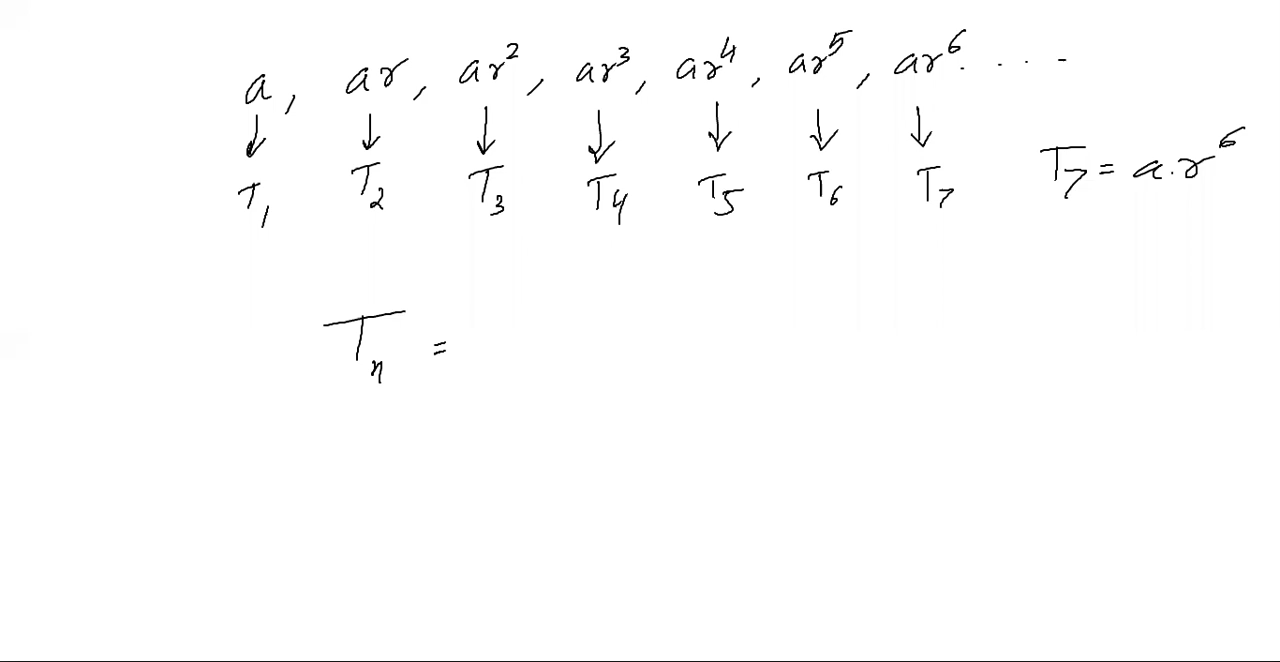 a, ar, ar², ar³, ar⁴, ar⁵, ar⁶ . . . .
↓ ↓ ↓ ↓ ↓ ↓ ↓
T₁ T₂ T₃ T₄ T₅ T₆ T₇ T₇ = a.r⁶
Tₙ =